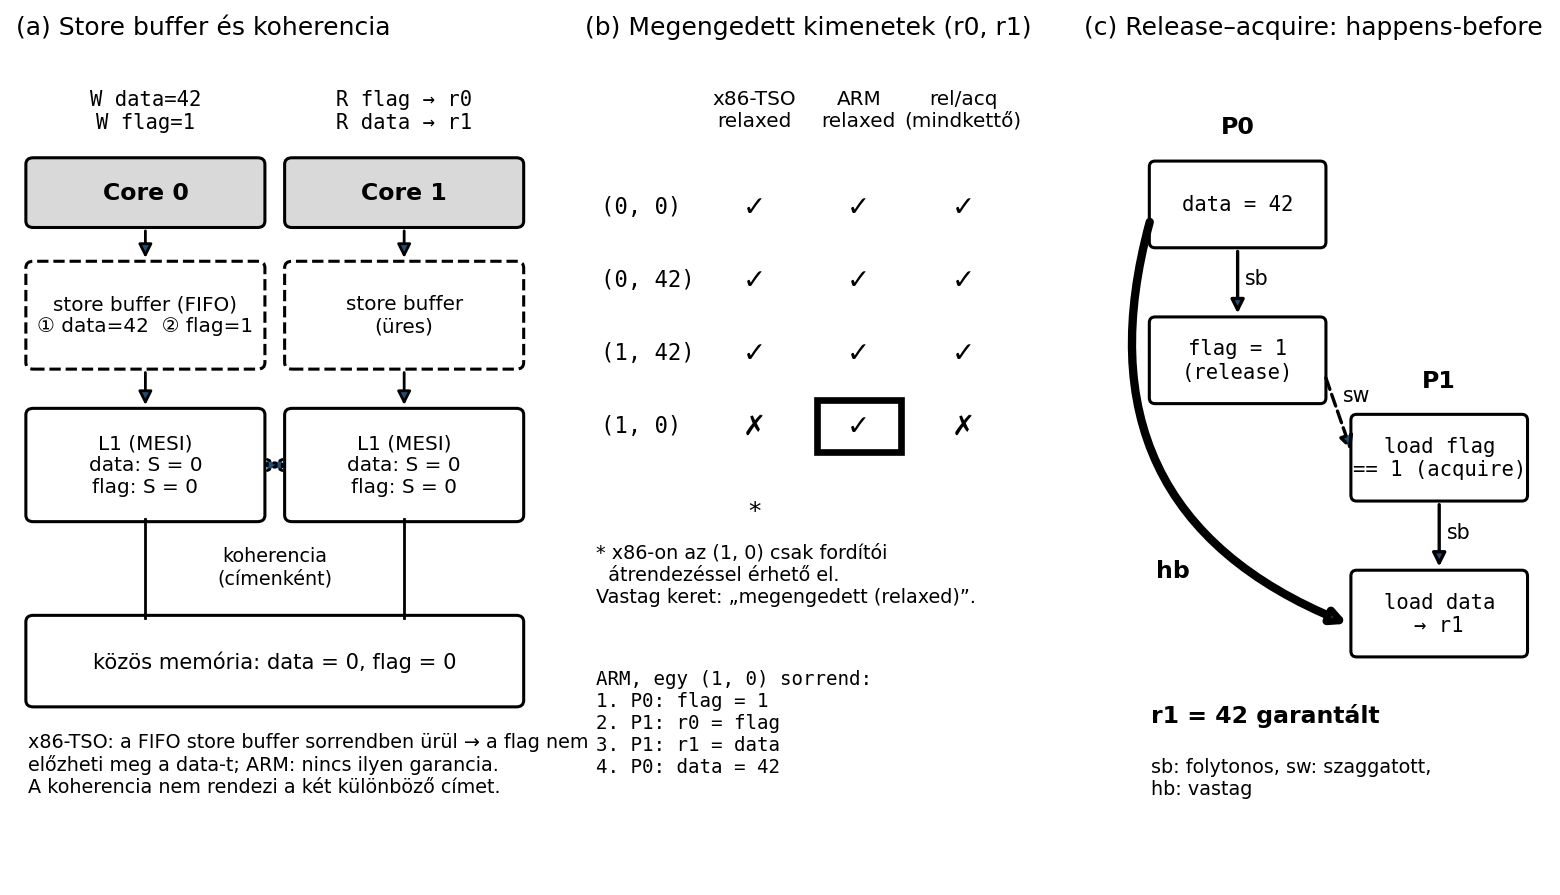 (a) Store buffer és koherencia
W data=42
W flag=1
R flag → r0
R data → r1
Core 0
Core 1
store buffer (FIFO)
① data=42 ② flag=1
store buffer
(üres)
L1 (MESI)
data: S = 0
flag: S = 0
L1 (MESI)
data: S = 0
flag: S = 0
koherencia
(címenként)
közös memória: data = 0, flag = 0
x86-TSO: a FIFO store buffer sorrendben ürül → a flag nem
előzheti meg a data-t; ARM: nincs ilyen garancia.
A koherencia nem rendezi a két különböző címet.
(b) Megengedett kimenetek (r0, r1)
x86-TSO
relaxed
ARM
relaxed
rel/acq
(mindkettő)
(0, 0) ✓ ✓ ✓
(0, 42) ✓ ✓ ✓
(1, 42) ✓ ✓ ✓
(1, 0) ✗ ✓ ✗
*
* x86-on az (1, 0) csak fordítói
átrendezéssel érhető el.
Vastag keret: „megengedett (relaxed)”.
ARM, egy (1, 0) sorrend:
1. P0: flag = 1
2. P1: r0 = flag
3. P1: r1 = data
4. P0: data = 42
(c) Release–acquire: happens-before
P0
data = 42
sb
flag = 1
(release)
sw
P1
load flag
== 1 (acquire)
sb
hb
load data
→ r1
r1 = 42 garantált
sb: folytonos, sw: szaggatott,
hb: vastag